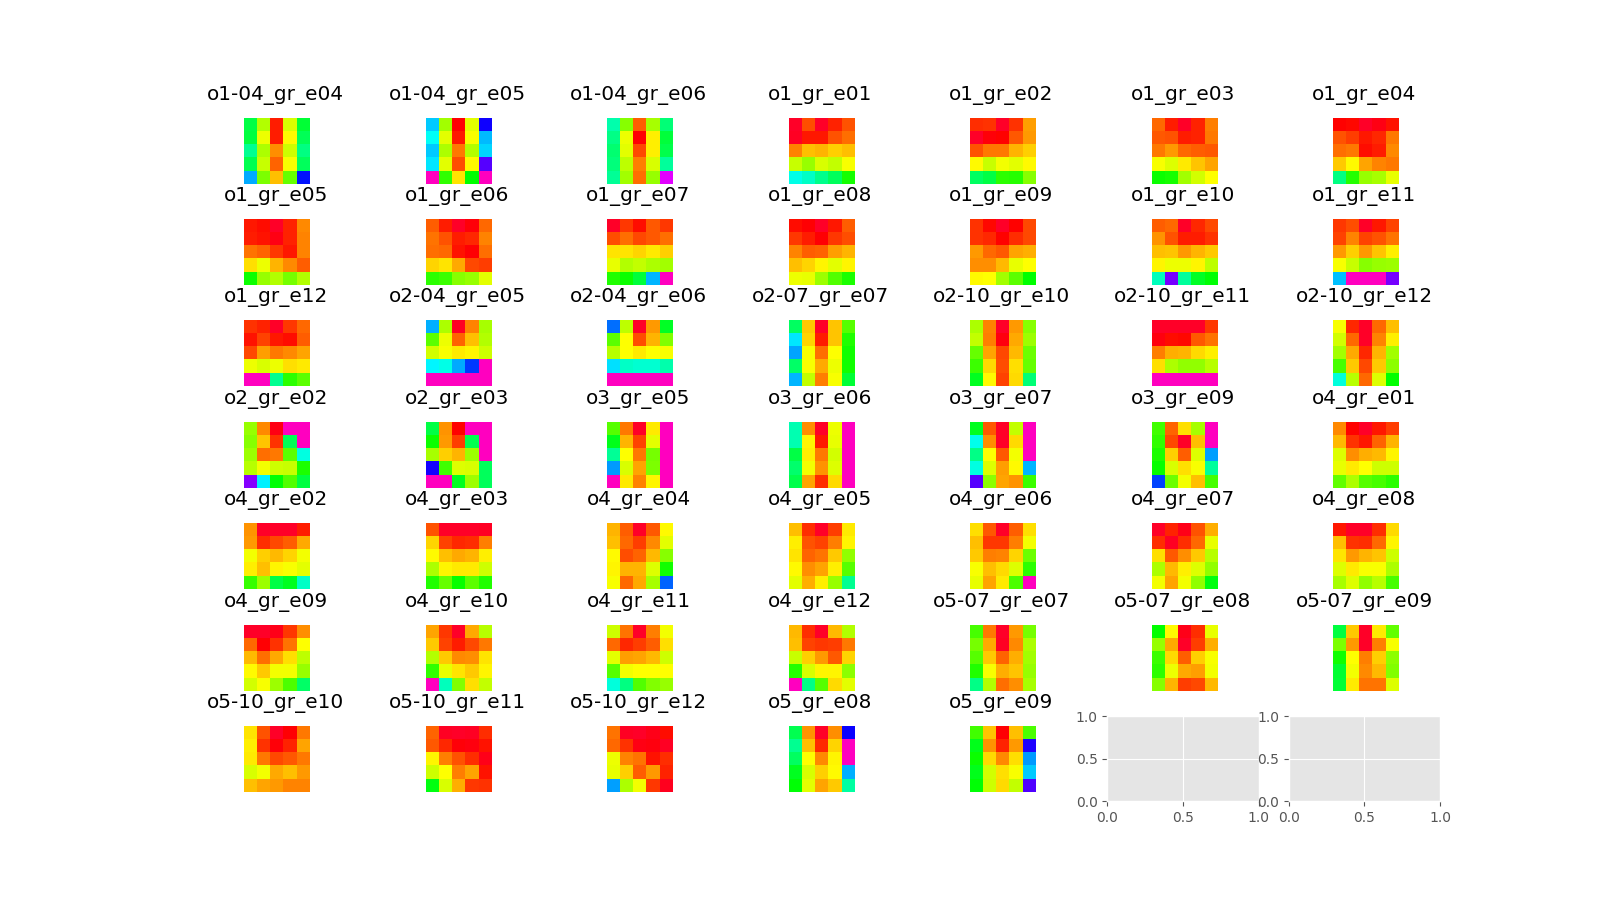 o1-04_gr_e04 o1-04_gr_e05 o1-04_gr_e06 o1_gr_e01 o1_gr_e02 o1_gr_e03 o1_gr_e04
o1_gr_e05 o1_gr_e06 o1_gr_e07 o1_gr_e08 o1_gr_e09 o1_gr_e10 o1_gr_e11
o1_gr_e12 o2-04_gr_e05 o2-04_gr_e06 o2-07_gr_e07 o2-10_gr_e10 o2-10_gr_e11 o2-10_gr_e12
o2_gr_e02 o2_gr_e03 o3_gr_e05 o3_gr_e06 o3_gr_e07 o3_gr_e09 o4_gr_e01
o4_gr_e02 o4_gr_e03 o4_gr_e04 o4_gr_e05 o4_gr_e06 o4_gr_e07 o4_gr_e08
o4_gr_e09 o4_gr_e10 o4_gr_e11 o4_gr_e12 o5-07_gr_e07 o5-07_gr_e08 o5-07_gr_e09
o5-10_gr_e10 o5-10_gr_e11 o5-10_gr_e12 o5_gr_e08 o5_gr_e09
1.0 1.0
0.5 0.5
0.0 0.0
0.0 0.5 1.0 0.0 0.5 1.0